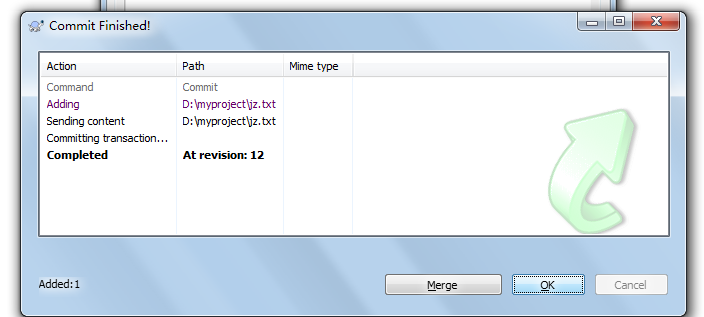 Commit Finished!
Action Path Mime type
Command Commit
Adding D:\myproject\jz.txt
Sending content D:\myproject\jz.txt
Committing transaction...
Completed At revision: 12
Added:1
Merge OK Cancel